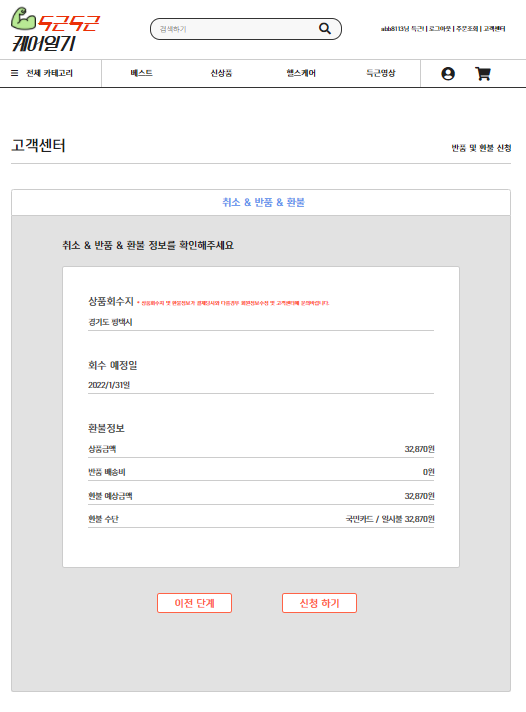 득근득근
케어일기
검색하기
abb8113님 득근! | 로그아웃 | 주문조회 | 고객센터
전체 카테고리
베스트
신상품
헬스케어
득근영상
고객센터
반품 및 환불 신청
취소 & 반품 & 환불
취소 & 반품 & 환불 정보를 확인해주세요
상품회수지
경기도 평택시
회수 예정일
2022/1/31일
환불정보
상품금액 32,870원
반품 배송비 0원
환불 예상금액 32,870원
환불 수단 국민카드 / 일시불 32,870원
이전 단계
신청 하기